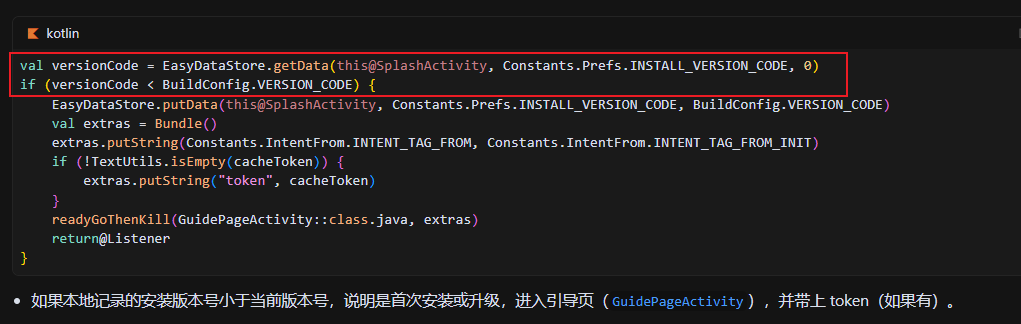 kotlin
val versionCode = EasyDataStore.getData(this@SplashActivity, Constants.Prefs.INSTALL_VERSION_CODE, 0)
if (versionCode < BuildConfig.VERSION_CODE) {
    EasyDataStore.putData(this@SplashActivity, Constants.Prefs.INSTALL_VERSION_CODE, BuildConfig.VERSION_CODE)
    val extras = Bundle()
    extras.putString(Constants.IntentFrom.INTENT_TAG_FROM, Constants.IntentFrom.INTENT_TAG_FROM_INIT)
    if (!TextUtils.isEmpty(cacheToken)) {
        extras.putString("token", cacheToken)
    }
    readyGoThenKill(GuidePageActivity::class.java, extras)
    return@Listener
}
• 如果本地记录的安装版本号小于当前版本号，说明是首次安装或升级，进入引导页（GuidePageActivity），并带上 token（如果有）。